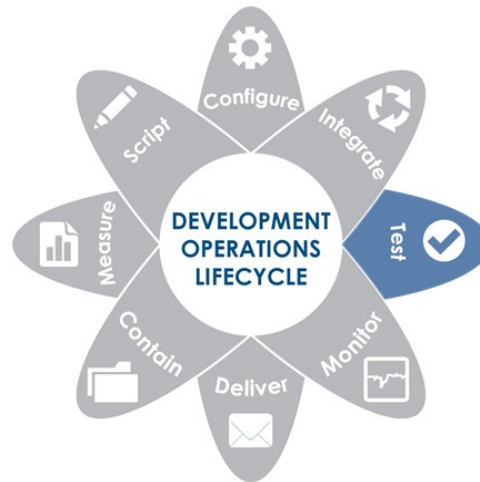 Configure
Integrate
Test
Monitor
Deliver
Contain
Measure
Script
DEVELOPMENT
OPERATIONS
LIFECYCLE